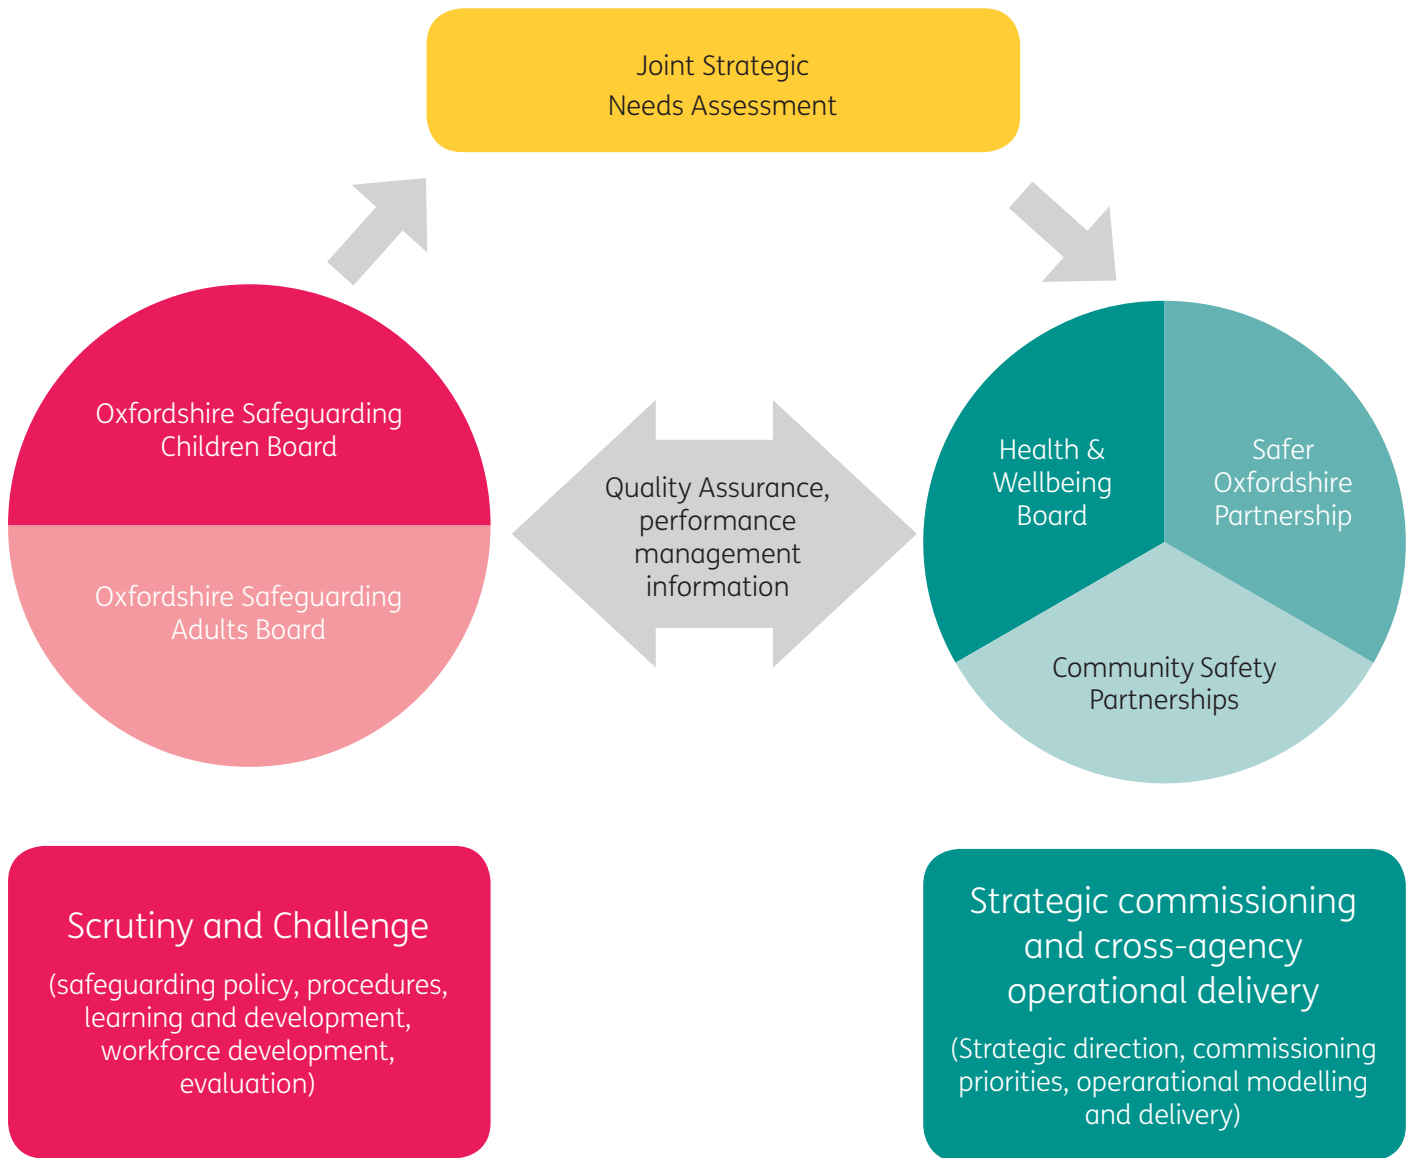 Joint Strategic
Needs Assessment
Oxfordshire Safeguarding
Children Board
Oxfordshire Safeguarding
Adults Board
Quality Assurance,
performance
management
information
Health &
Wellbeing
Board
Safer
Oxfordshire
Partnership
Community Safety
Partnerships
Scrutiny and Challenge
(safeguarding policy, procedures,
learning and development,
workforce development,
evaluation)
Strategic commissioning
and cross-agency
operational delivery
(Strategic direction, commissioning
priorities, operarational modelling
and delivery)